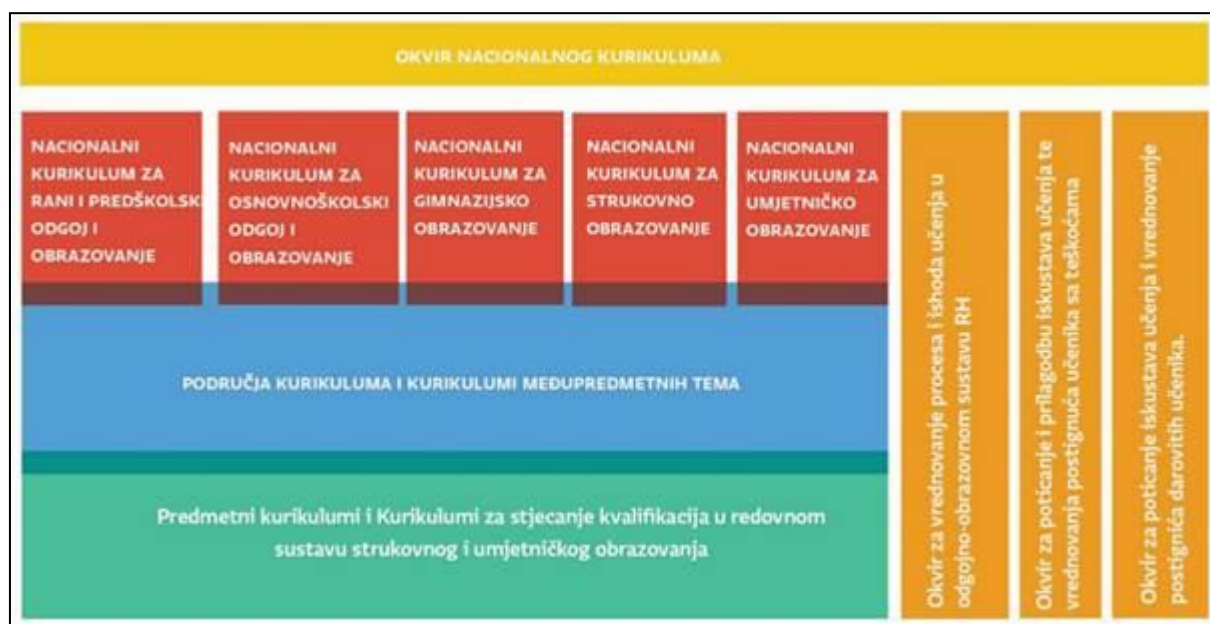 OKVIR NACIONALNOG KURIKULUMA
NACIONALNI
KURIKULUM ZA
RANI I PREDŠKOLSK
ODGOJ I
OBRAZOVANJE
NACIONALNI
KURIKULUM ZA
OSNOVNOŠKOLSKI
ODGOJ I
OBRAZOVANJE
NACIONALNI
KURIKULUM ZA
GIMNAZIJSKO
OBRAZOVANJE
NACIONALNI
KURIKULUM ZA
STRUKOVNO
OBRAZOVANJE
NACIONALNI
KURIKULUM ZA
UMJETNIČKO
OBRAZOVANJE
PODRUČJA KURIKULUMA I KURIKULUMI MEĐUPREDMETNIH TEMA
Predmetni kurikulumi i Kurikulumi za stjecanje kvalifikacija u redovnom
sustavu strukovnog i umjetničkog obrazovanja
Okvir za vrednovanje procesa i ishoda učenja u
odgojno-obrazovnom sustavu RH
Okvir za poticanje i prilagodbu iskustava učenja te
vrednovanja postignuća učenika sa teškoćama
Okvir za poticanje iskustava učenja i vrednovanje
postignića darovitih učenika.